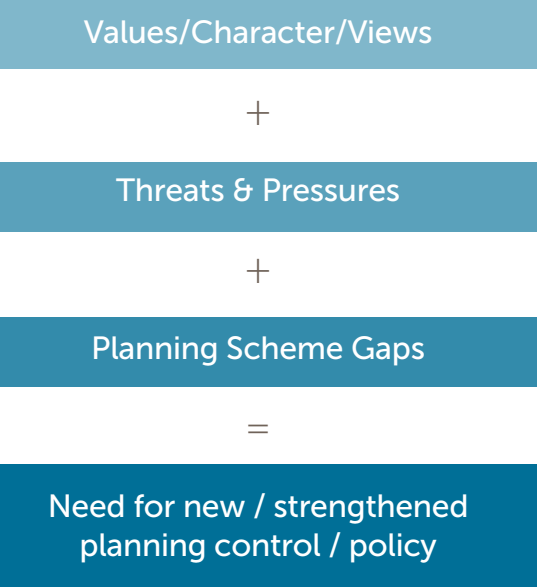 Values/Character/Views
+
Threats & Pressures
+
Planning Scheme Gaps
=
Need for new / strengthened
planning control / policy